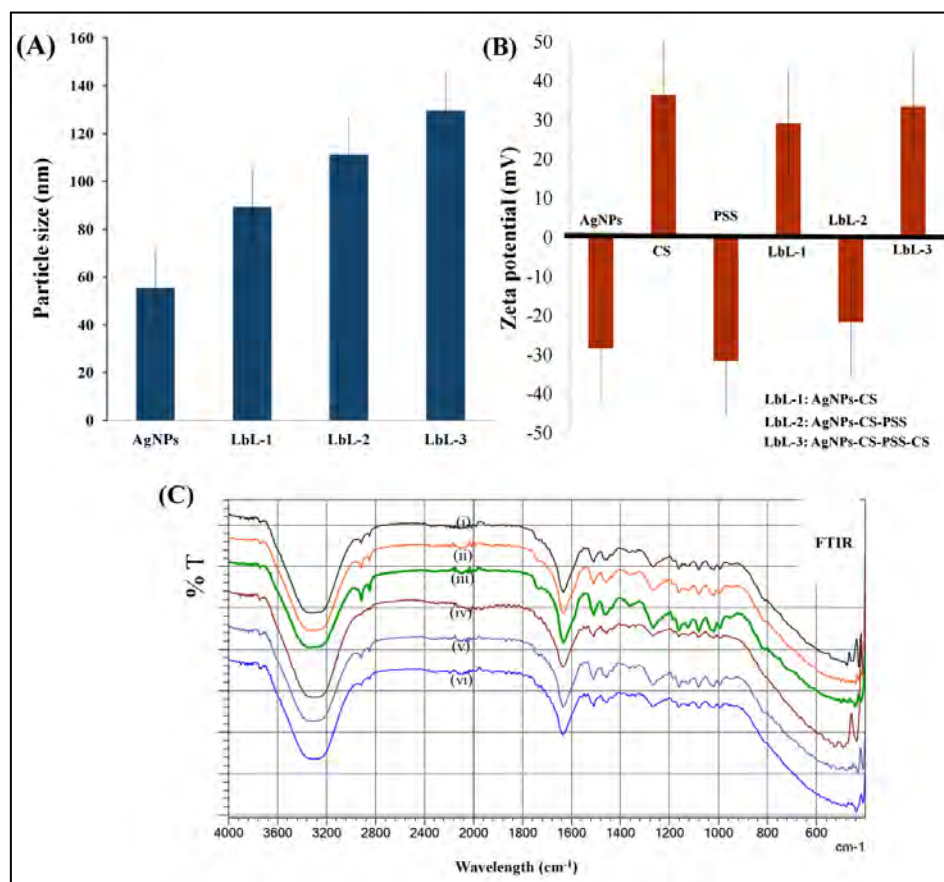 (A)
Particle size (nm)
160
140
120
100
80
60
40
20
0
AgNPs
LbL-1
LbL-2
LbL-3
(B)
Zeta potential (mV)
50
40
30
20
10
0
-10
-20
-30
-40
-50
AgNPs
PSS
LbL-2
CS
LbL-1
LbL-3
LbL-1: AgNPs-CS
LbL-2: AgNPs-CS-PSS
LbL-3: AgNPs-CS-PSS-CS
(C)
FTIR
% T
(i)
(ii)
(iii)
(iv)
(v)
(vi)
4000 3600 3200 2800 2400 2000 1600 1400 1200 1000 800 600
cm-1
Wavelength (cm⁻¹)